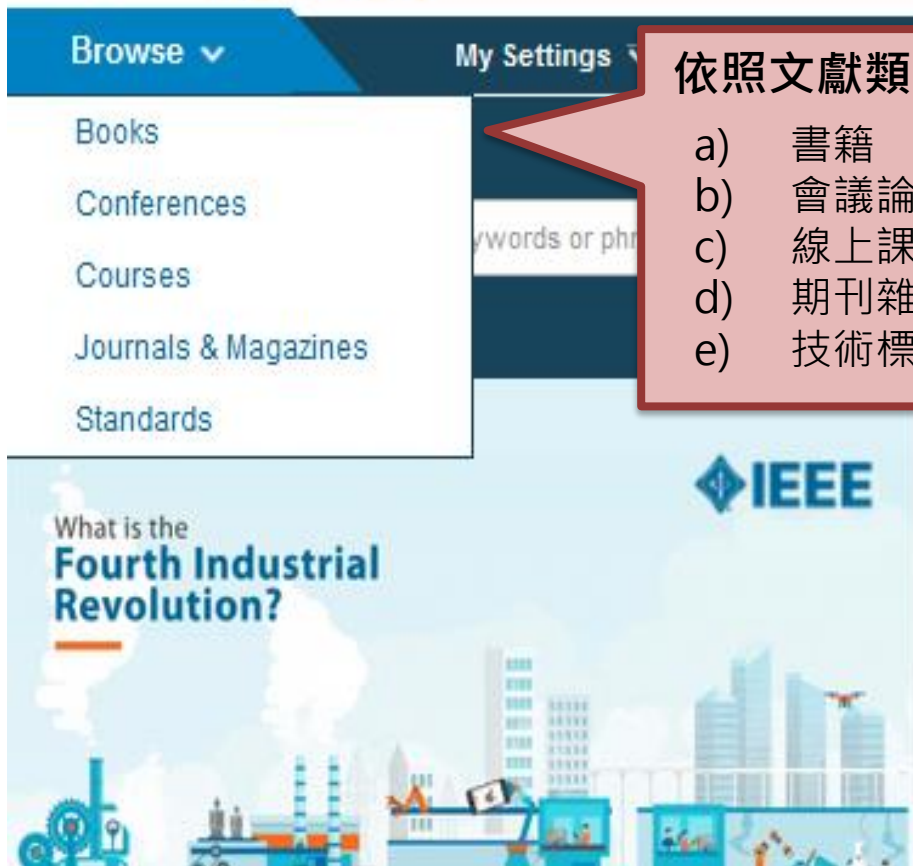 Browse
My Settings
依照文獻類
Books
a) 書籍
Conferences
b) 會議論
ywords or phr
c) 線上課
Courses
d) 期刊雜
Journals & Magazines
e) 技術標
Standards
IEEE
What is the
Fourth Industrial
Revolution?